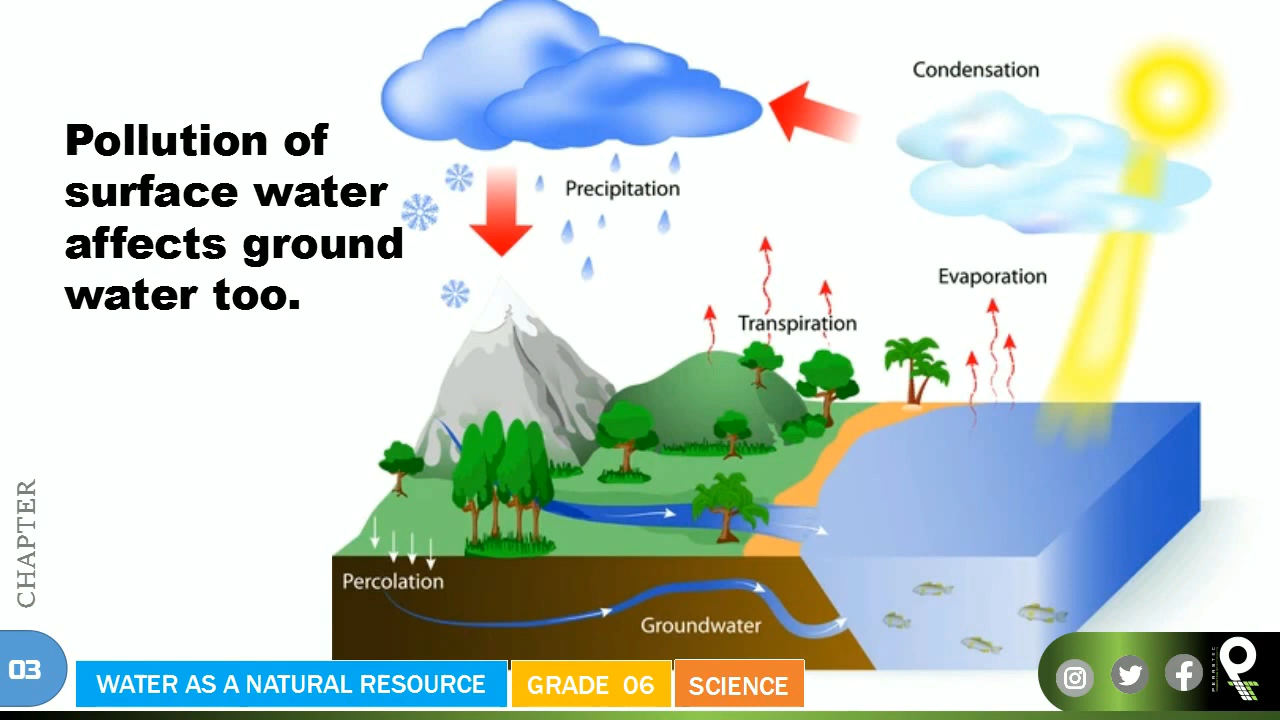 Pollution of
surface water
affects ground
water too.
Condensation
Precipitation
Evaporation
Transpiration
Percolation
Groundwater
CHAPTER
03
WATER AS A NATURAL RESOURCE
GRADE 06
SCIENCE